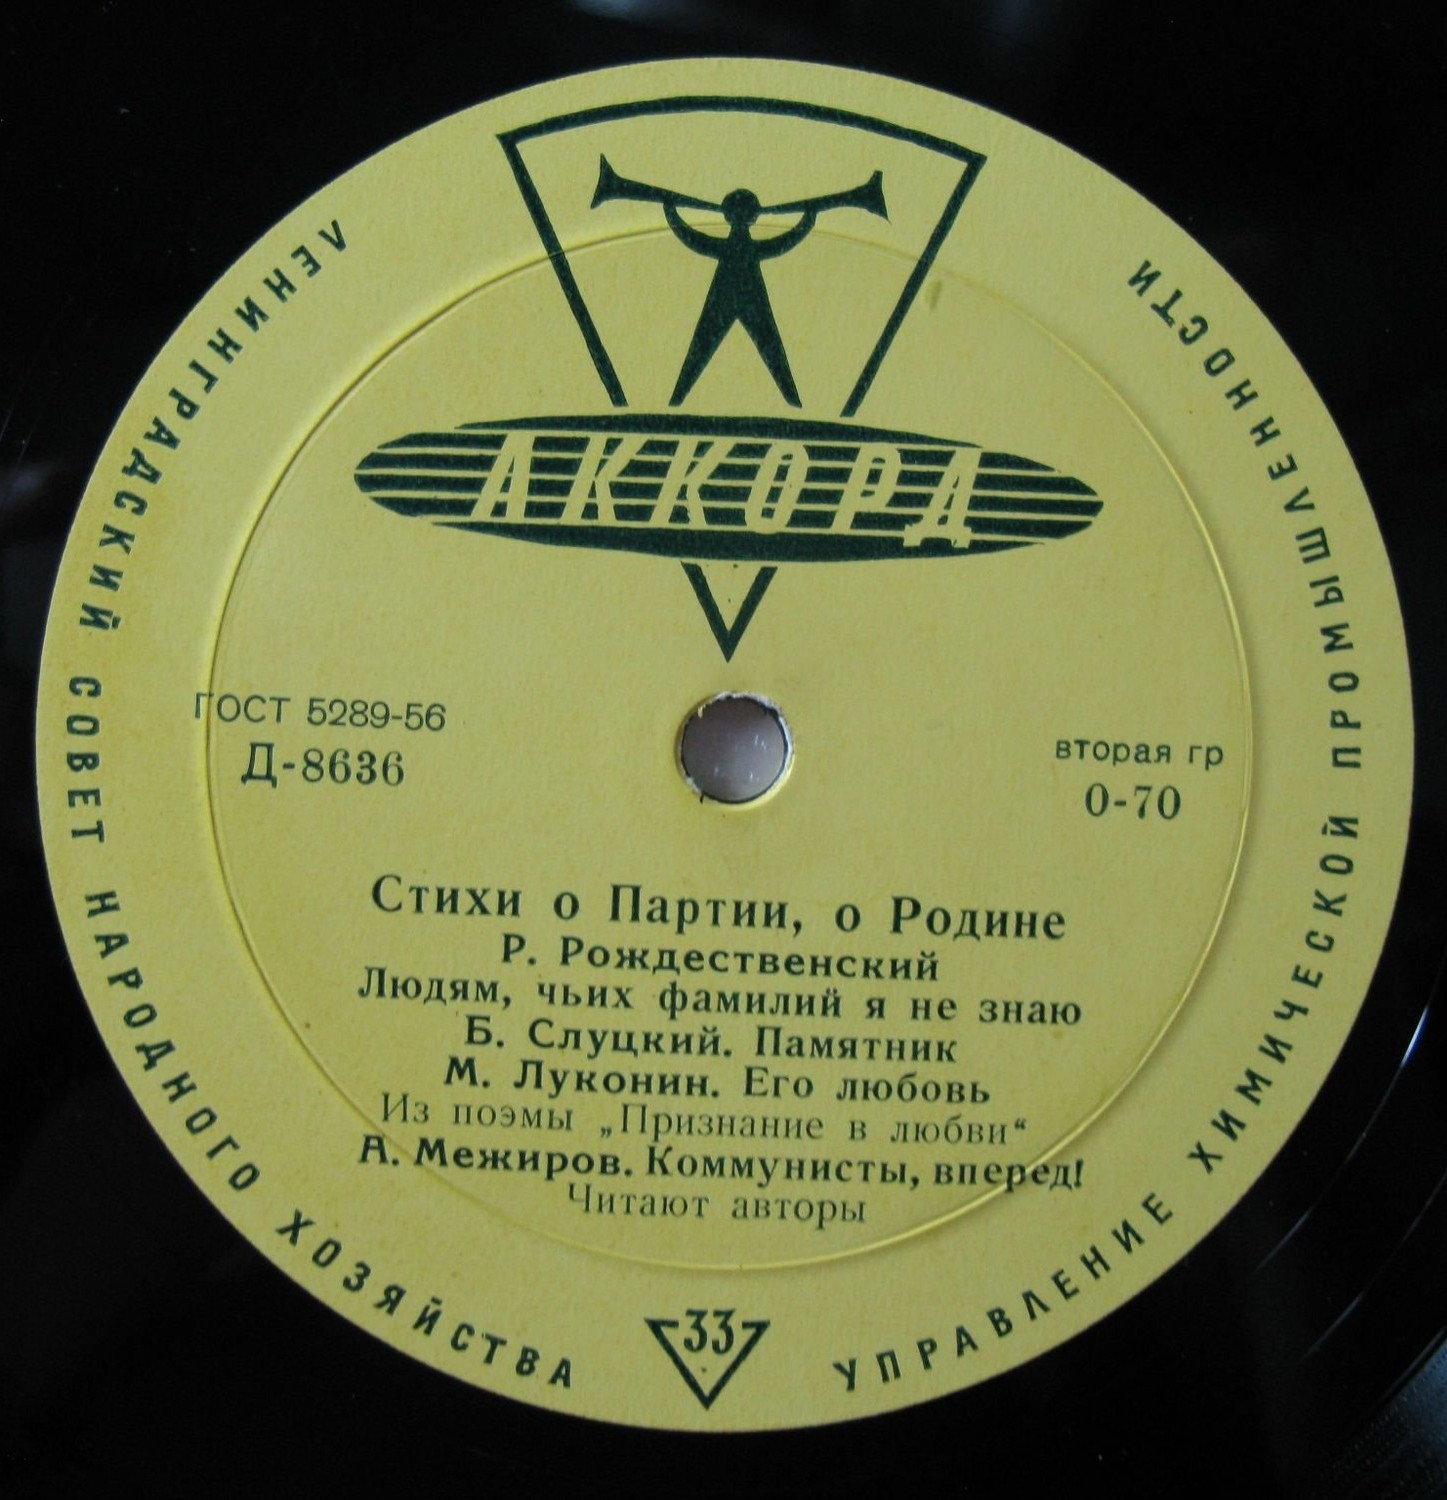 ЛЕНИНГРАДСКИЙ СОВЕТ НАРОДНОГО ХОЗЯЙСТВА
УПРАВЛЕНИЕ ХИМИЧЕСКОЙ ПРОМЫШЛЕННОСТИ
АККОРД
ГОСТ 5289-56
Д-8636
вторая гр
0-70
Стихи о Партии, о Родине
Р. Рождественский
Людям, чьих фамилий я не знаю
Б. Слуцкий. Памятник
М. Луконин. Его любовь
Из поэмы „Признание в любви“
А. Межиров. Коммунисты, вперед!
Читают авторы
33